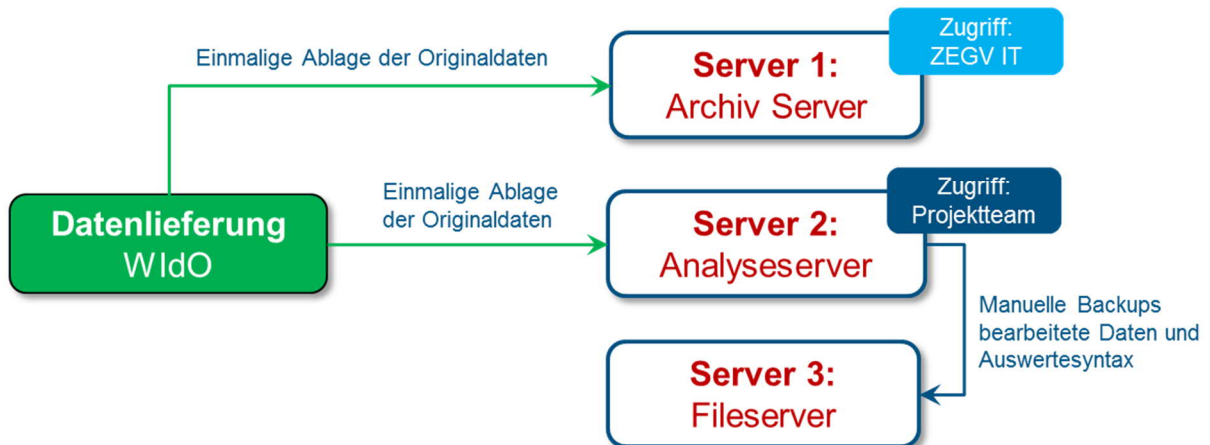 Einmalige Ablage der Originaldaten
Server 1:
Archiv Server
Zugriff:
ZEGV IT
Datenlieferung
WIdO
Einmalige Ablage
der Originaldaten
Server 2:
Analyseserver
Zugriff:
Projektteam
Manuelle Backups
bearbeitete Daten und
Auswertesyntax
Server 3:
Fileserver